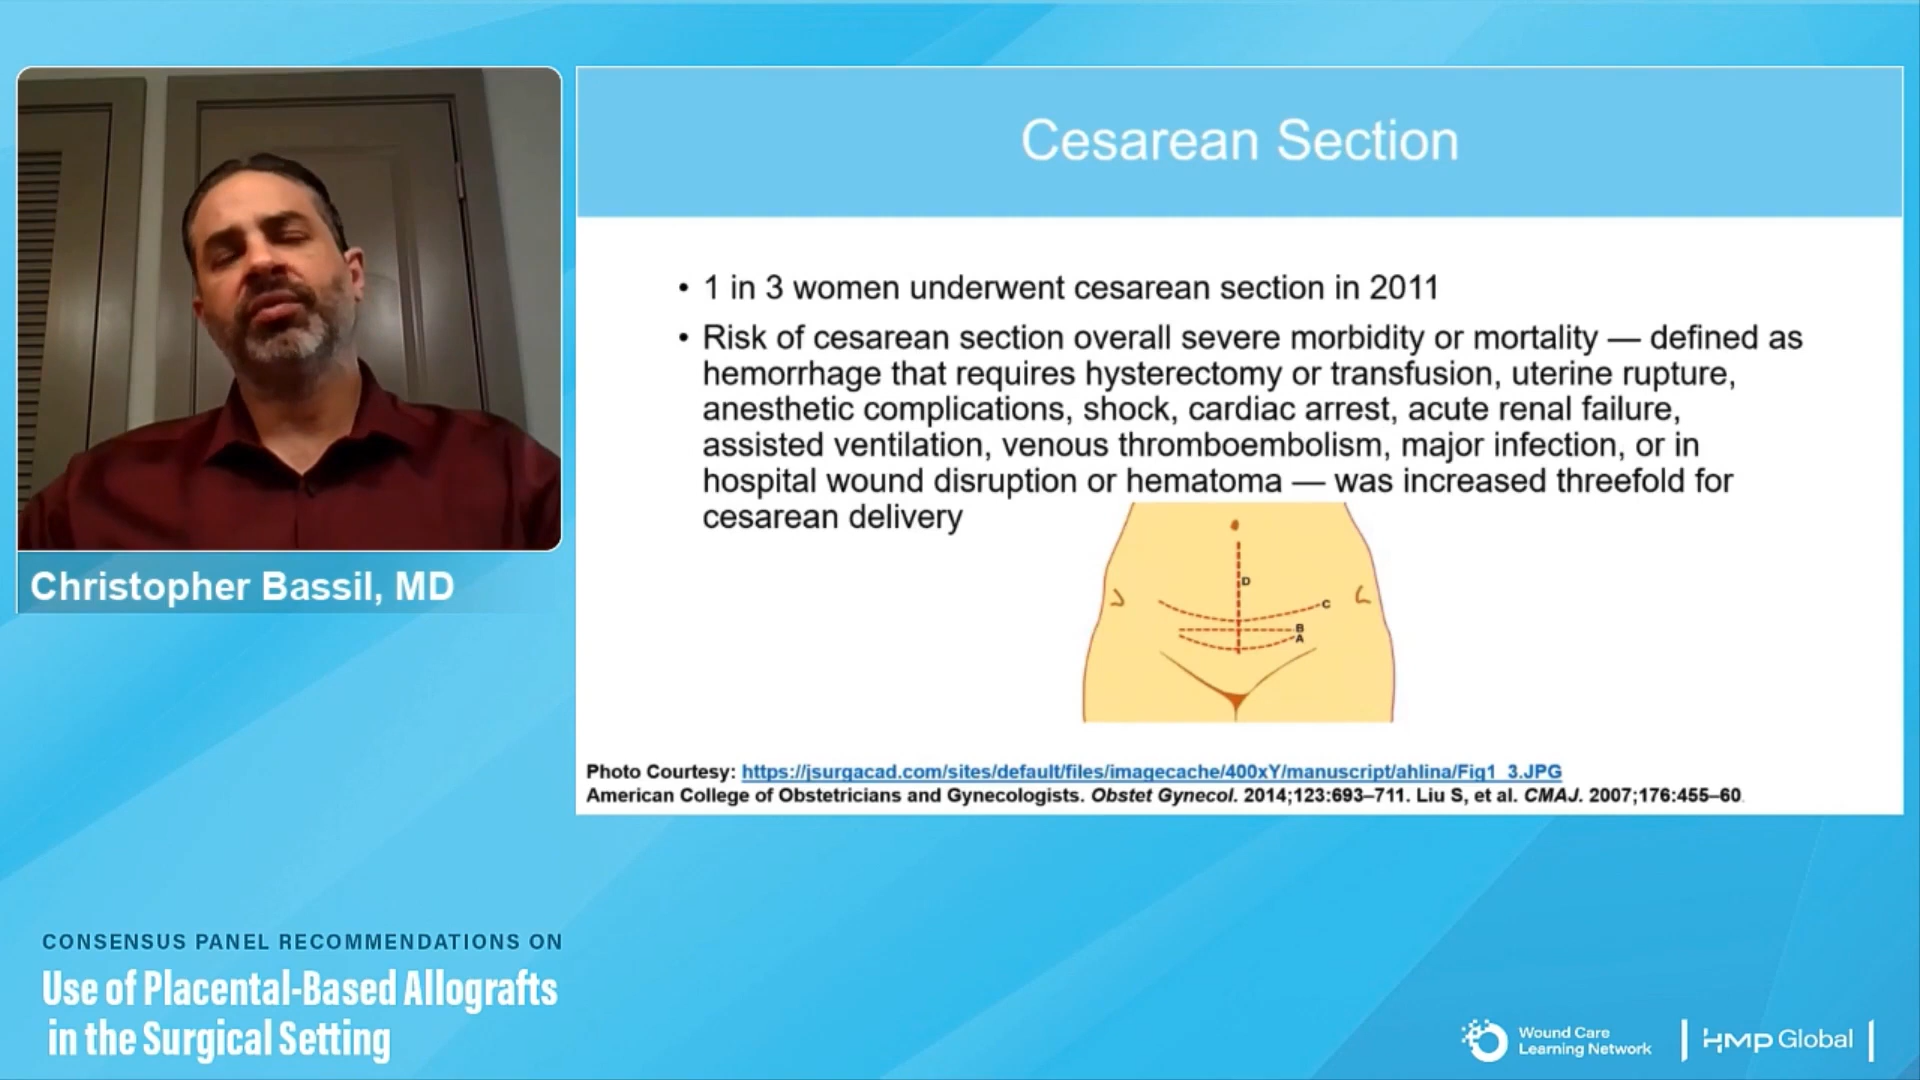 Cesarean Section
• 1 in 3 women underwent cesarean section in 2011
• Risk of cesarean section overall severe morbidity or mortality — defined as
hemorrhage that requires hysterectomy or transfusion, uterine rupture,
anesthetic complications, shock, cardiac arrest, acute renal failure,
assisted ventilation, venous thromboembolism, major infection, or in
hospital wound disruption or hematoma — was increased threefold for
cesarean delivery
D
C
B
A
Photo Courtesy: https://jsurgacad.com/sites/default/files/imagecache/400xY/manuscript/ahlina/Fig1_3.JPG
American College of Obstetricians and Gynecologists. Obstet Gynecol. 2014;123:693–711. Liu S, et al. CMAJ. 2007;176:455–60.
Christopher Bassil, MD
CONSENSUS PANEL RECOMMENDATIONS ON
Use of Placental-Based Allografts
in the Surgical Setting
Wound Care
Learning Network
HMP Global